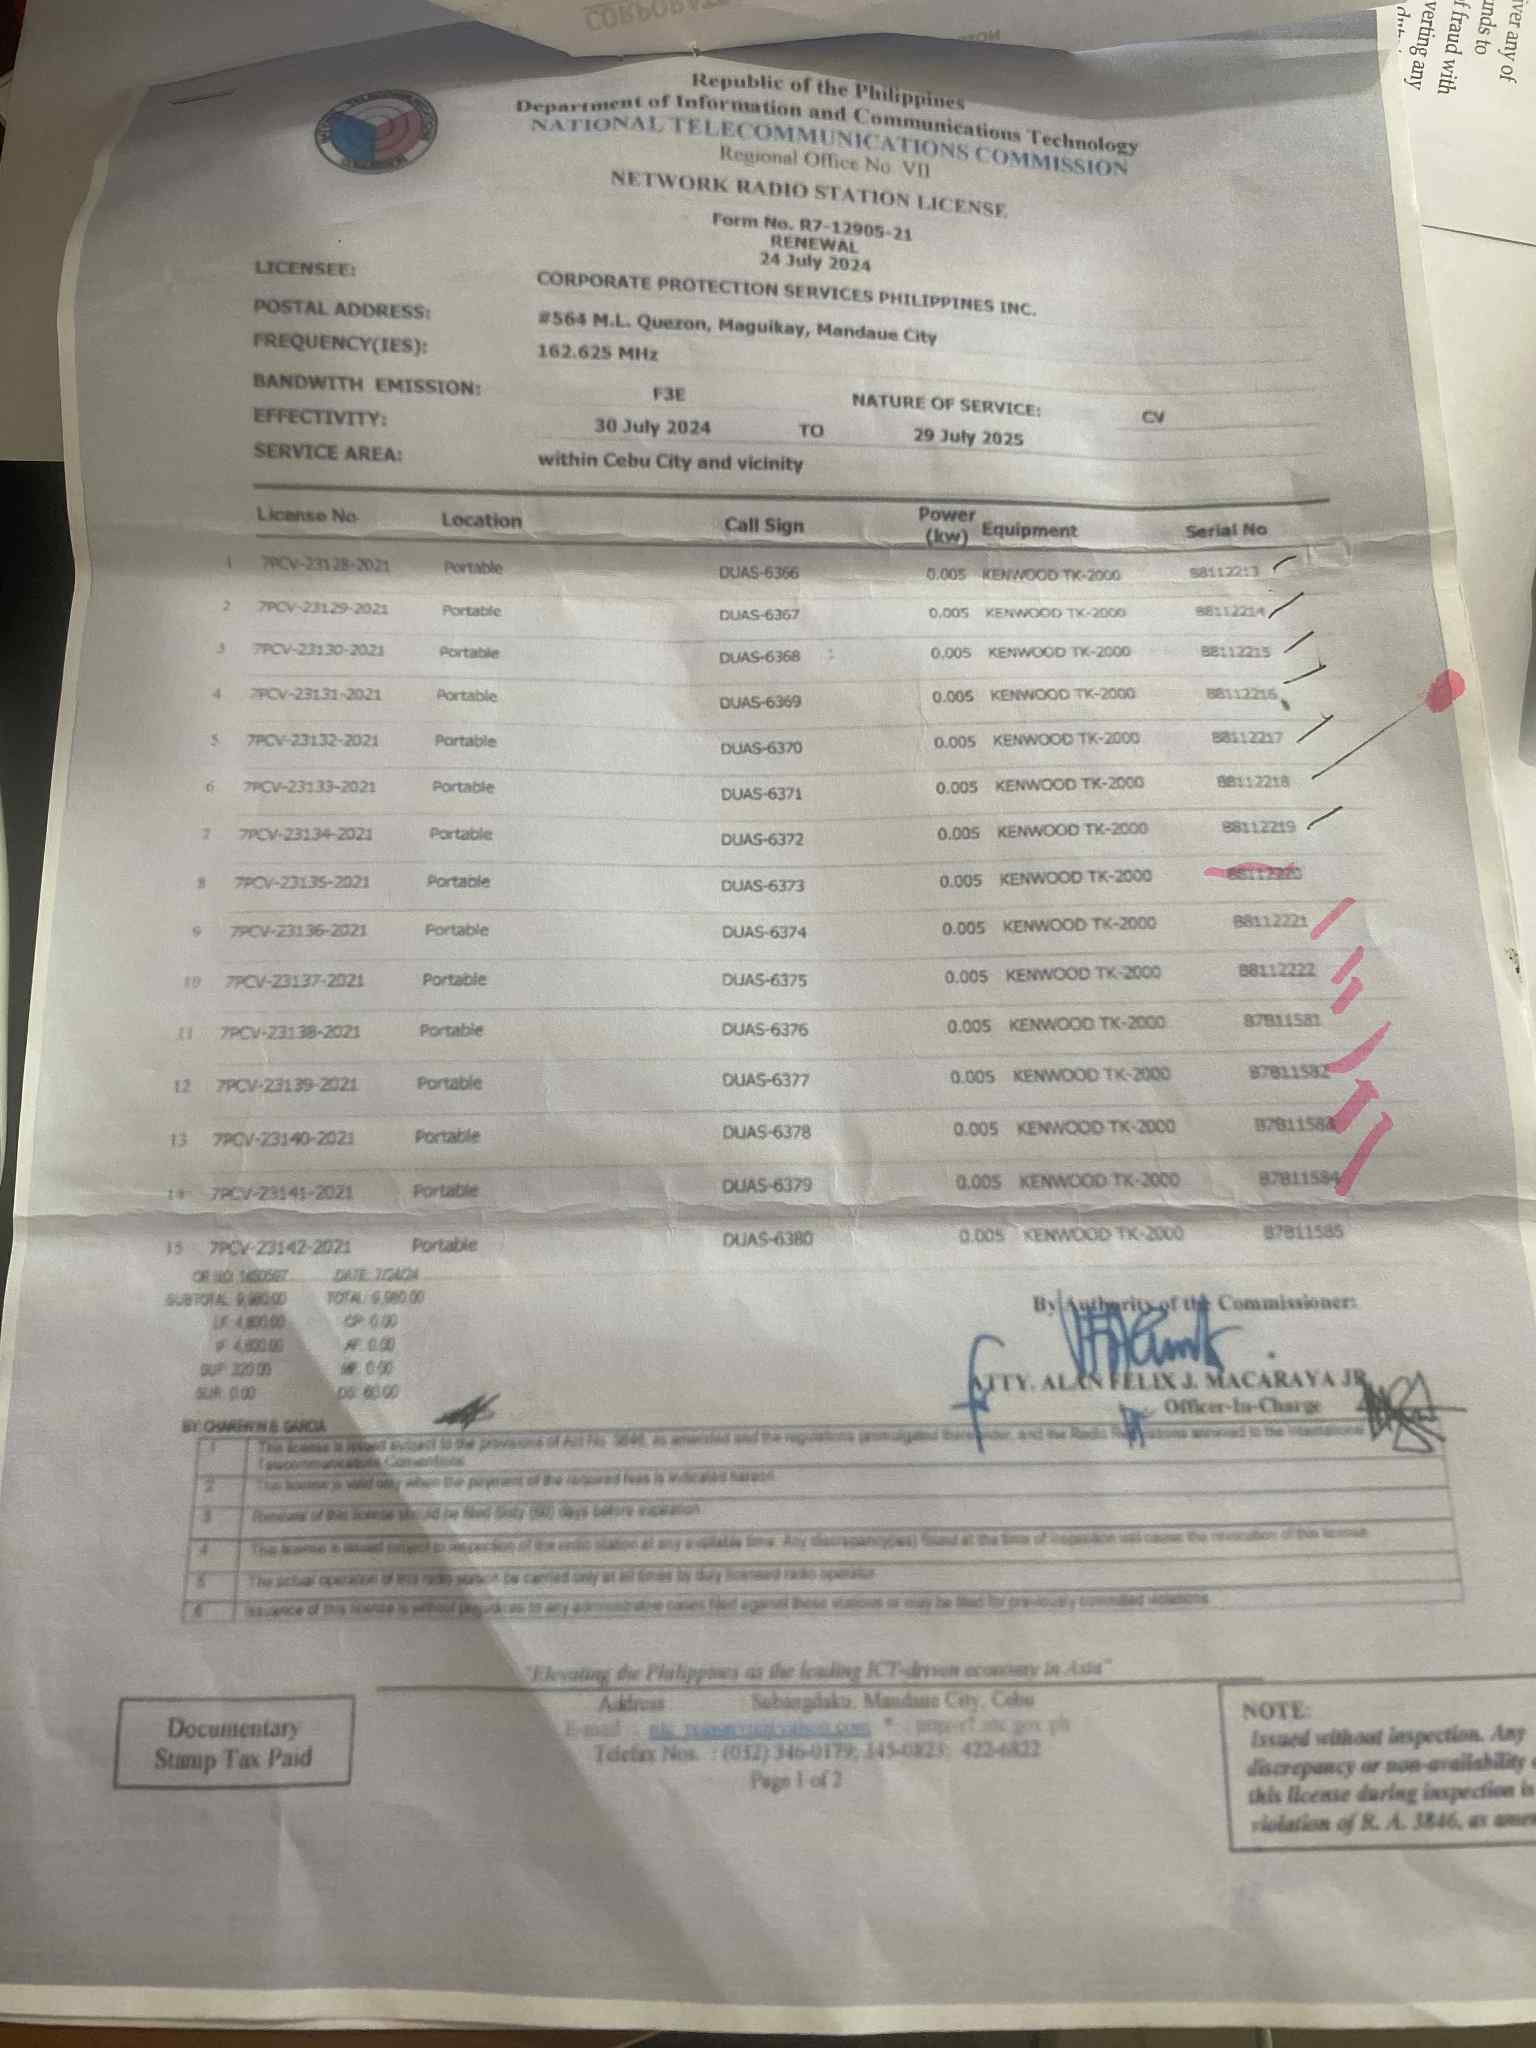 Republic of the Philippines
Department of Information and Communications Technology
NATIONAL TELECOMMUNICATIONS COMMISSION
Regional Office No. VII
NETWORK RADIO STATION LICENSE
Form No. R7-12905-21
RENEWAL
24 July 2024
LICENSEE: CORPORATE PROTECTION SERVICES PHILIPPINES INC.
POSTAL ADDRESS: #564 M.L. Quezon, Maguikay, Mandaue City
FREQUENCY(IES): 162.625 MHz
BANDWITH EMISSION: F3E NATURE OF SERVICE: CV
EFFECTIVITY: 30 July 2024 TO 29 July 2025
SERVICE AREA: within Cebu City and vicinity
License No Location Call Sign Power (kw) Equipment Serial No
1 7PCV-23128-2021 Portable DUAS-6366 0.005 KENWOOD TK-2000 B8112213
2 7PCV-23129-2021 Portable DUAS-6367 0.005 KENWOOD TK-2000 B8112214
3 7PCV-23130-2021 Portable DUAS-6368 0.005 KENWOOD TK-2000 B8112215
4 7PCV-23131-2021 Portable DUAS-6369 0.005 KENWOOD TK-2000 B8112216
5 7PCV-23132-2021 Portable DUAS-6370 0.005 KENWOOD TK-2000 B8112217
6 7PCV-23133-2021 Portable DUAS-6371 0.005 KENWOOD TK-2000 B8112218
7 7PCV-23134-2021 Portable DUAS-6372 0.005 KENWOOD TK-2000 B8112219
8 7PCV-23135-2021 Portable DUAS-6373 0.005 KENWOOD TK-2000 B8112220
9 7PCV-23136-2021 Portable DUAS-6374 0.005 KENWOOD TK-2000 B8112221
10 7PCV-23137-2021 Portable DUAS-6375 0.005 KENWOOD TK-2000 B8112222
11 7PCV-23138-2021 Portable DUAS-6376 0.005 KENWOOD TK-2000 B7B11581
12 7PCV-23139-2021 Portable DUAS-6377 0.005 KENWOOD TK-2000 B7B11582
13 7PCV-23140-2021 Portable DUAS-6378 0.005 KENWOOD TK-2000
14 7PCV-23141-2021 Portable DUAS-6379 0.005 KENWOOD TK-2000 B7B11584
15 7PCV-23142-2021 Portable DUAS-6380 0.005 KENWOOD TK-2000 B7B11585
OR NO: DATE: 7/24/24
SUBTOTAL: 9,980.00 TOTAL: 9,980.00
LF: 4,800.00 CP: 0.00
IF: 4,800.00 AF: 0.00
SUF: 320.00 MF: 0.00
SUR: 0.00 DS: 60.00
By Authority of the Commissioner:
ATTY. ALAN FELIX J. MACARAYA JR
Officer-In-Charge
BY: GARCIA
1 This license is issued subject to the provisions of Act No. 3846, as amended and the regulations promulgated thereunder, and the Radio Regulations annexed to the International
Telecommunications Conventions
2 This license is valid only when the payment of the required fees is indicated hereon
3 Renewal of this license should be filed sixty (60) days before expiration
4 This license is issued subject to inspection of the radio station at any available time. Any discrepancy(ies) found at the time of inspection will cause the revocation of this license
5 The actual operation of this radio station be carried only at all times by duly licensed radio operator
6 Issuance of this license is without prejudice to any administrative cases filed against these stations or may be filed for previously committed violations
"Elevating the Philippines as the leading ICT-driven economy in Asia"
Address Subangdaku, Mandaue City, Cebu
E-mail :
Telefax Nos. : (032) 346-0179; 345-0823; 422-6822
Page 1 of 2
Documentary
Stamp Tax Paid
NOTE:
Issued without inspection. Any
discrepancy or non-availability
this license during inspection is
violation of R. A. 3846, as
iver any of
unds to
f fraud with
verting any